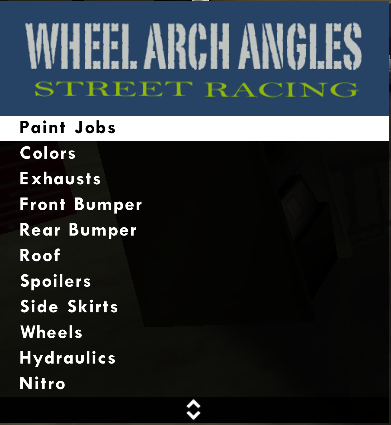 WHEEL ARCH ANGLES
STREET RACING
Paint Jobs
Colors
Exhausts
Front Bumper
Rear Bumper
Roof
Spoilers
Side Skirts
Wheels
Hydraulics
Nitro